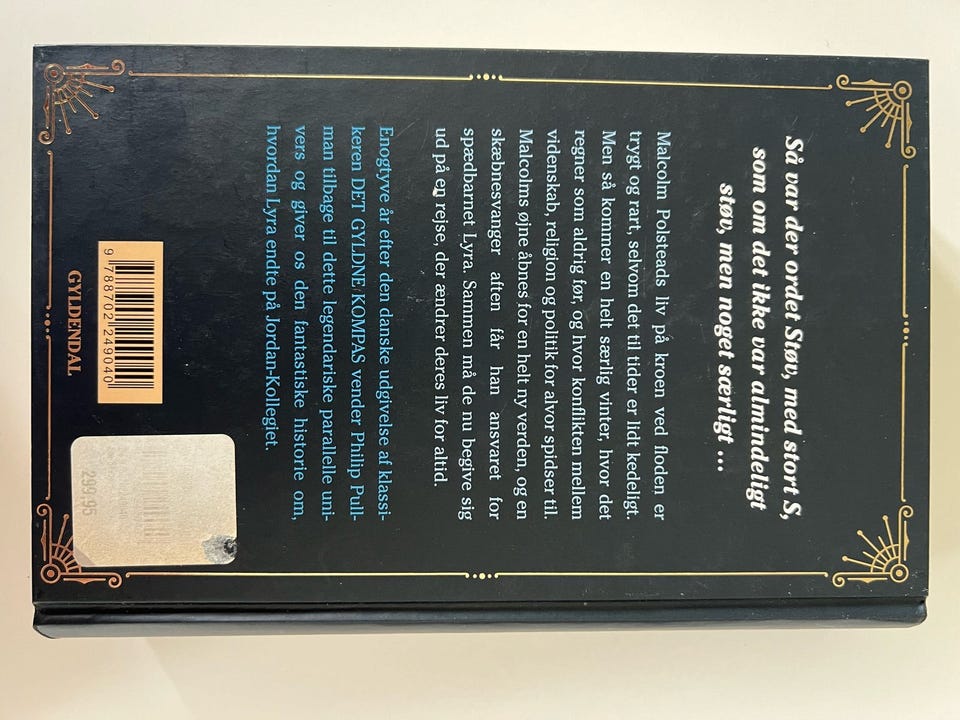 Så var der ordet Støv, med stort S,
som om det ikke var almindeligt
støv, men noget særligt ...
Malcolm Polsteads liv på kroen ved floden er
trygt og rart, selvom det til tider er lidt kedeligt.
Men så kommer en helt særlig vinter, hvor det
regner som aldrig før, og hvor konflikten mellem
videnskab, religion og politik for alvor spidser til.
Malcolms øjne åbnes for en helt ny verden, og en
skæbnesvanger aften får han ansvaret for
spædbarnet Lyra. Sammen må de nu begive sig
ud på en rejse, der ændrer deres liv for altid.
Enogtyve år efter den danske udgivelse af klassi-
keren DET GYLDNE KOMPAS vender Philip Pull-
man tilbage til dette legendariske parallelle uni-
vers og giver os den fantastiske historie om,
hvordan Lyra endte på Jordan-Kollegiet.
9 788702 249040
GYLDENDAL
299,95